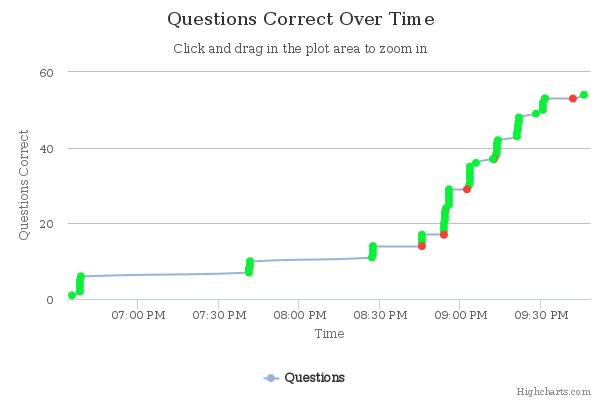 Questions Correct Over Time
Click and drag in the plot area to zoom in
Questions Correct
60
40
20
0
07:00 PM 07:30 PM 08:00 PM 08:30 PM 09:00 PM 09:30 PM
Time
Questions
Highcharts.com